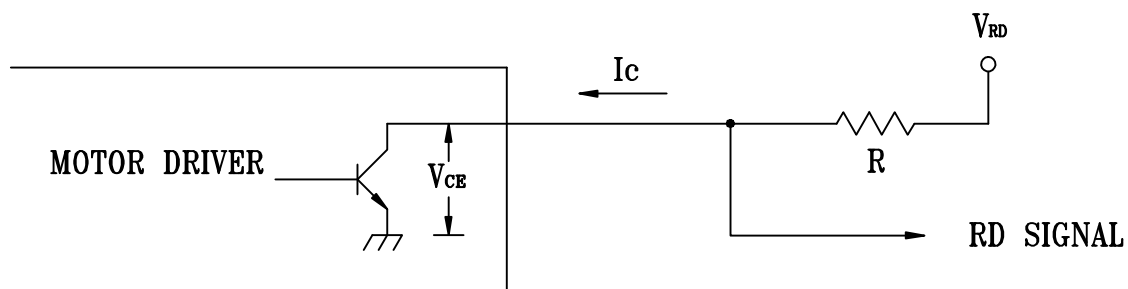 VRD
Ic
MOTOR DRIVER
VCE
R
RD SIGNAL